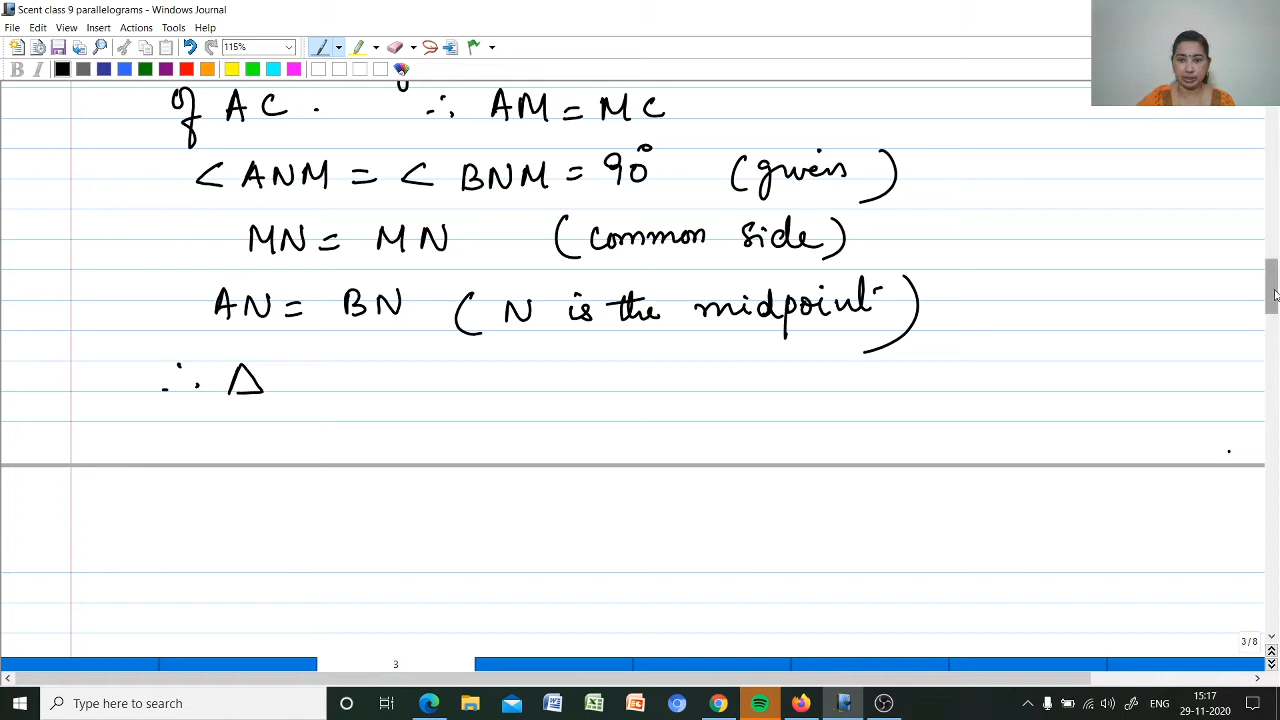 Scent class 9 parallelograms - Windows Journal
File Edit View Insert Actions Tools Help
115%
B I
of AC. ∴ AM = MC
< ANM = < BNM = 90° (given)
MN = MN (common side)
AN = BN (N is the midpoint)
∴ Δ
3/8
3
Type here to search
ENG
15:17
29-11-2020